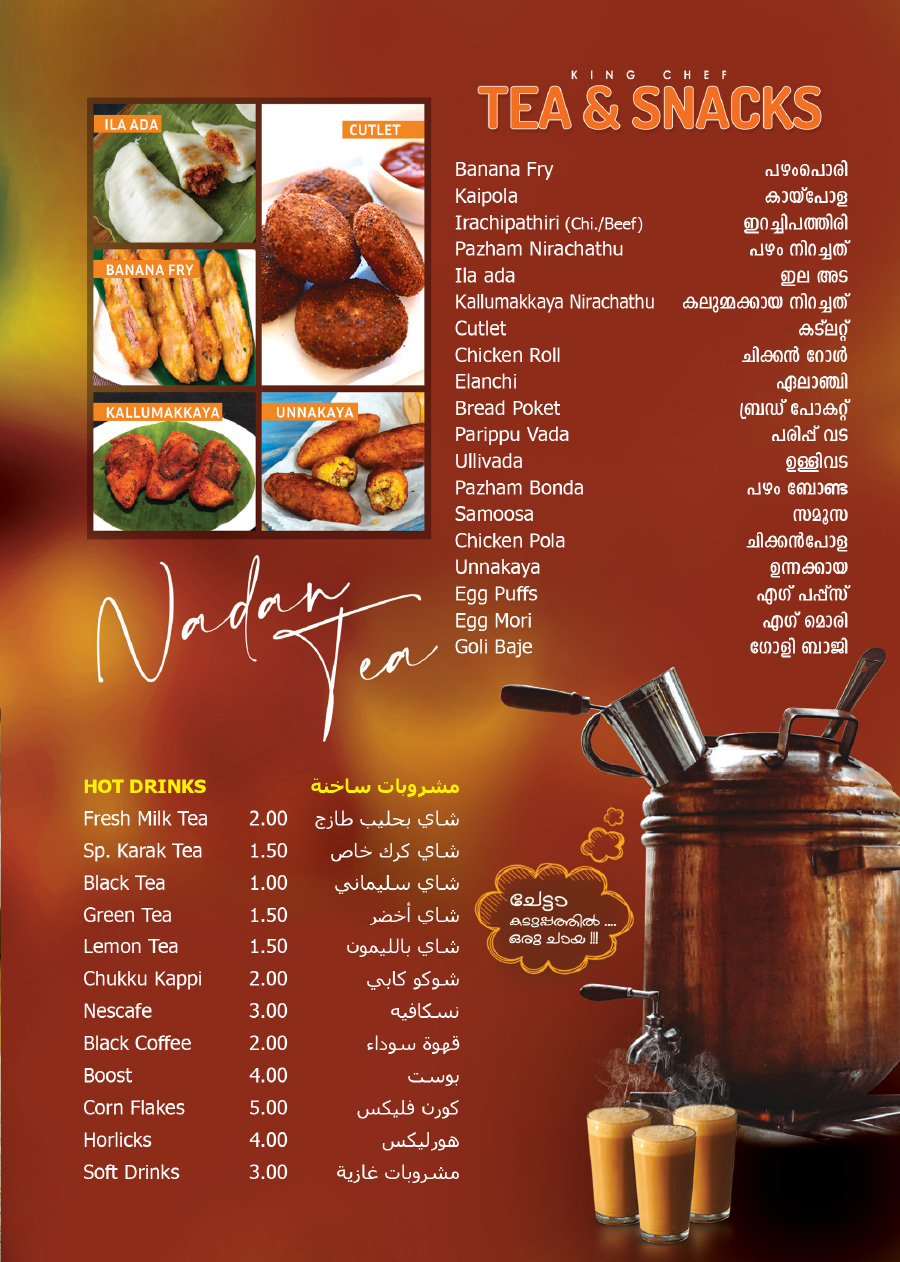 KING CHEF
TEA & SNACKS
ILA ADA
CUTLET
BANANA FRY
KALLUMAKKAYA
UNNAKAYA
Banana Fry പഴംപൊരി
Kaipola കായ്പോള
Irachipathiri (Chi./Beef) ഇറച്ചിപത്തിരി
Pazham Nirachathu പഴം നിറച്ചത്
Ila ada ഇല അട
Kallumakkaya Nirachathu കല്ലുമ്മക്കായ നിറച്ചത്
Cutlet കട്ലറ്റ്
Chicken Roll ചിക്കൻ റോൾ
Elanchi ഏലാഞ്ചി
Bread Poket ബ്രഡ് പോകറ്റ്
Parippu Vada പരിപ്പ് വട
Ullivada ഉള്ളിവട
Pazham Bonda പഴം ബോണ്ട
Samoosa സമൂസ
Chicken Pola ചിക്കൻപോള
Unnakaya ഉന്നക്കായ
Egg Puffs എഗ് പഫ്സ്
Egg Mori എഗ് മൊരി
Goli Baje ഗോളി ബാജി
Nadan
Tea
HOT DRINKS مشروبات ساخنة
Fresh Milk Tea 2.00 شاي بحليب طازج
Sp. Karak Tea 1.50 شاي كرك خاص
Black Tea 1.00 شاي سليماني
Green Tea 1.50 شاي أخضر
Lemon Tea 1.50 شاي بالليمون
Chukku Kappi 2.00 شوكو كابي
Nescafe 3.00 نسكافيه
Black Coffee 2.00 قهوة سوداء
Boost 4.00 بوست
Corn Flakes 5.00 كورن فليكس
Horlicks 4.00 هورليكس
Soft Drinks 3.00 مشروبات غازية
ചേട്ടാ
കടുപ്പത്തിൽ ....
ഒരു ചായ !!!